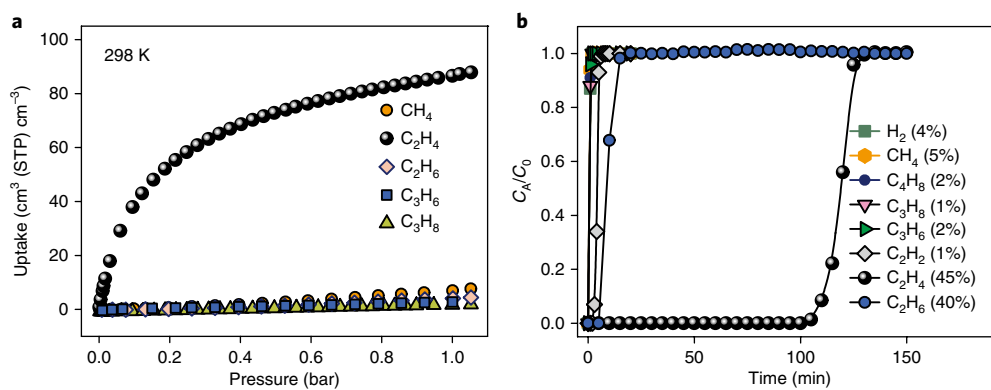 a
298 K
Uptake (cm³ (STP) cm⁻³)
100
80
60
40
20
0
CH₄
C₂H₄
C₂H₆
C₃H₆
C₃H₈
0.0 0.2 0.4 0.6 0.8 1.0
Pressure (bar)
b
C_A/C_0
1.0
0.8
0.6
0.4
0.2
0.0
H₂ (4%)
CH₄ (5%)
C₄H₈ (2%)
C₃H₈ (1%)
C₃H₆ (2%)
C₂H₂ (1%)
C₂H₄ (45%)
C₂H₆ (40%)
0 50 100 150
Time (min)